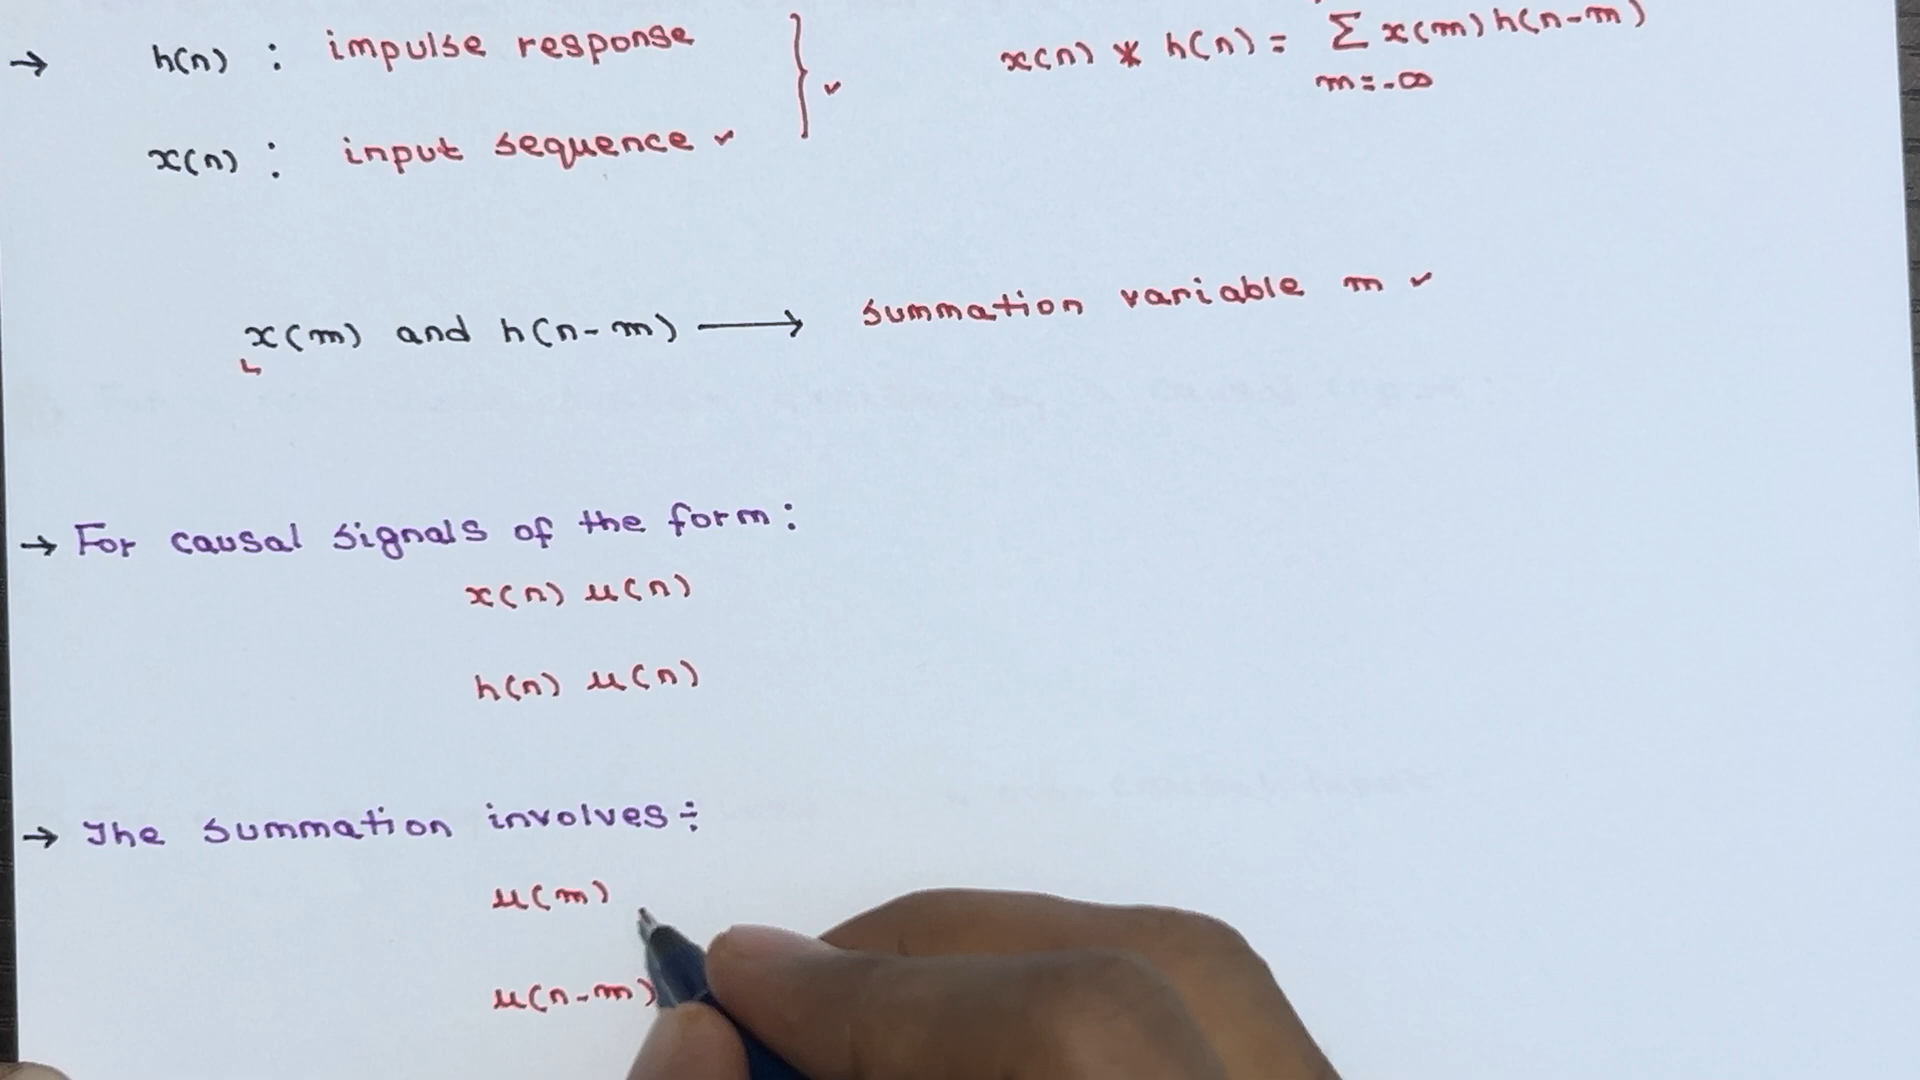 → h(n) : impulse response
x(n) : input sequence ✓
} ✓
x(n) * h(n) = Σ x(m) h(n-m)
m=-∞
x(m) and h(n-m) ⟶ summation variable m ✓
→ For causal signals of the form:
x(n) u(n)
h(n) u(n)
→ The summation involves÷
u(m)
u(n-m)